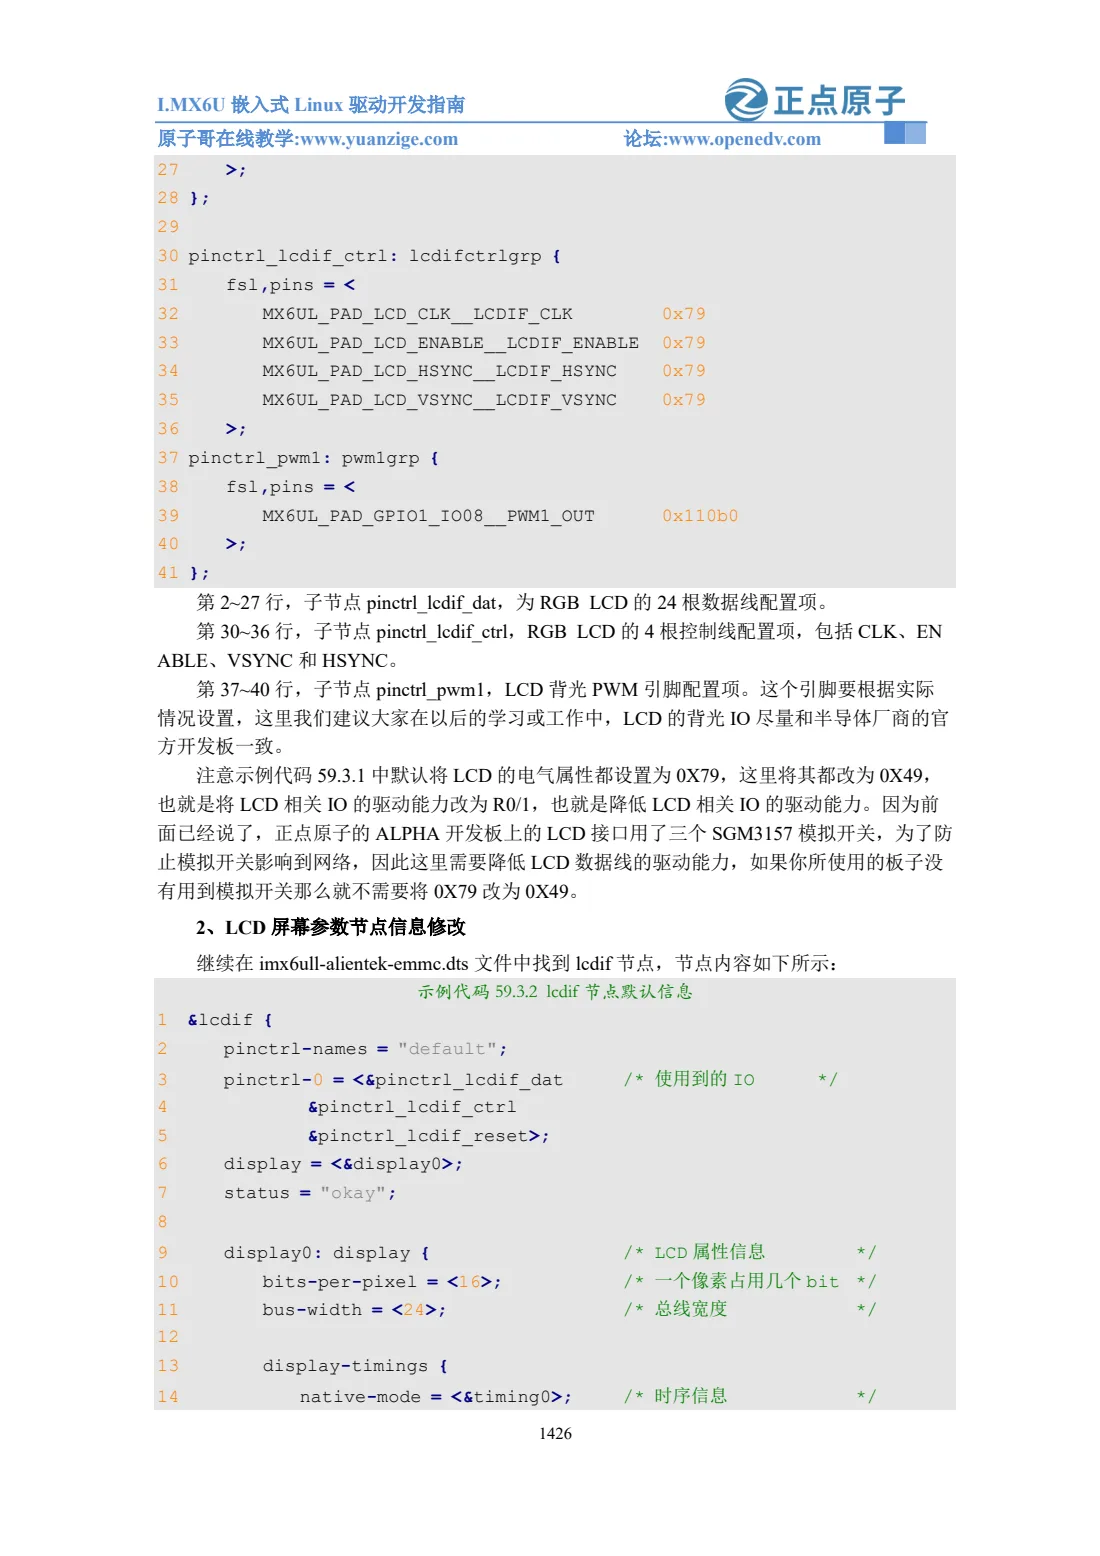 I.MX6U 嵌入式 Linux 驱动开发指南
正点原子
原子哥在线教学:www.yuanzige.com 论坛:www.openedv.com
27 >;
28 };
29
30 pinctrl_lcdif_ctrl: lcdifctrlgrp {
31 fsl,pins = <
32 MX6UL_PAD_LCD_CLK__LCDIF_CLK 0x79
33 MX6UL_PAD_LCD_ENABLE__LCDIF_ENABLE 0x79
34 MX6UL_PAD_LCD_HSYNC__LCDIF_HSYNC 0x79
35 MX6UL_PAD_LCD_VSYNC__LCDIF_VSYNC 0x79
36 >;
37 pinctrl_pwm1: pwm1grp {
38 fsl,pins = <
39 MX6UL_PAD_GPIO1_IO08__PWM1_OUT 0x110b0
40 >;
41 };
第 2~27 行，子节点 pinctrl_lcdif_dat，为 RGB LCD 的 24 根数据线配置项。
第 30~36 行，子节点 pinctrl_lcdif_ctrl，RGB LCD 的 4 根控制线配置项，包括 CLK、EN
ABLE、VSYNC 和 HSYNC。
第 37~40 行，子节点 pinctrl_pwm1，LCD 背光 PWM 引脚配置项。这个引脚要根据实际
情况设置，这里我们建议大家在以后的学习或工作中，LCD 的背光 IO 尽量和半导体厂商的官
方开发板一致。
注意示例代码 59.3.1 中默认将 LCD 的电气属性都设置为 0X79，这里将其都改为 0X49，
也就是将 LCD 相关 IO 的驱动能力改为 R0/1，也就是降低 LCD 相关 IO 的驱动能力。因为前
面已经说了，正点原子的 ALPHA 开发板上的 LCD 接口用了三个 SGM3157 模拟开关，为了防
止模拟开关影响到网络，因此这里需要降低 LCD 数据线的驱动能力，如果你所使用的板子没
有用到模拟开关那么就不需要将 0X79 改为 0X49。
2、LCD 屏幕参数节点信息修改
继续在 imx6ull-alientek-emmc.dts 文件中找到 lcdif 节点，节点内容如下所示：
示例代码 59.3.2 lcdif 节点默认信息
1 &lcdif {
2 pinctrl-names = "default";
3 pinctrl-0 = <&pinctrl_lcdif_dat /* 使用到的 IO */
4 &pinctrl_lcdif_ctrl
5 &pinctrl_lcdif_reset>;
6 display = <&display0>;
7 status = "okay";
8
9 display0: display { /* LCD 属性信息 */
10 bits-per-pixel = <16>; /* 一个像素占用几个 bit */
11 bus-width = <24>; /* 总线宽度 */
12
13 display-timings {
14 native-mode = <&timing0>; /* 时序信息 */
1426